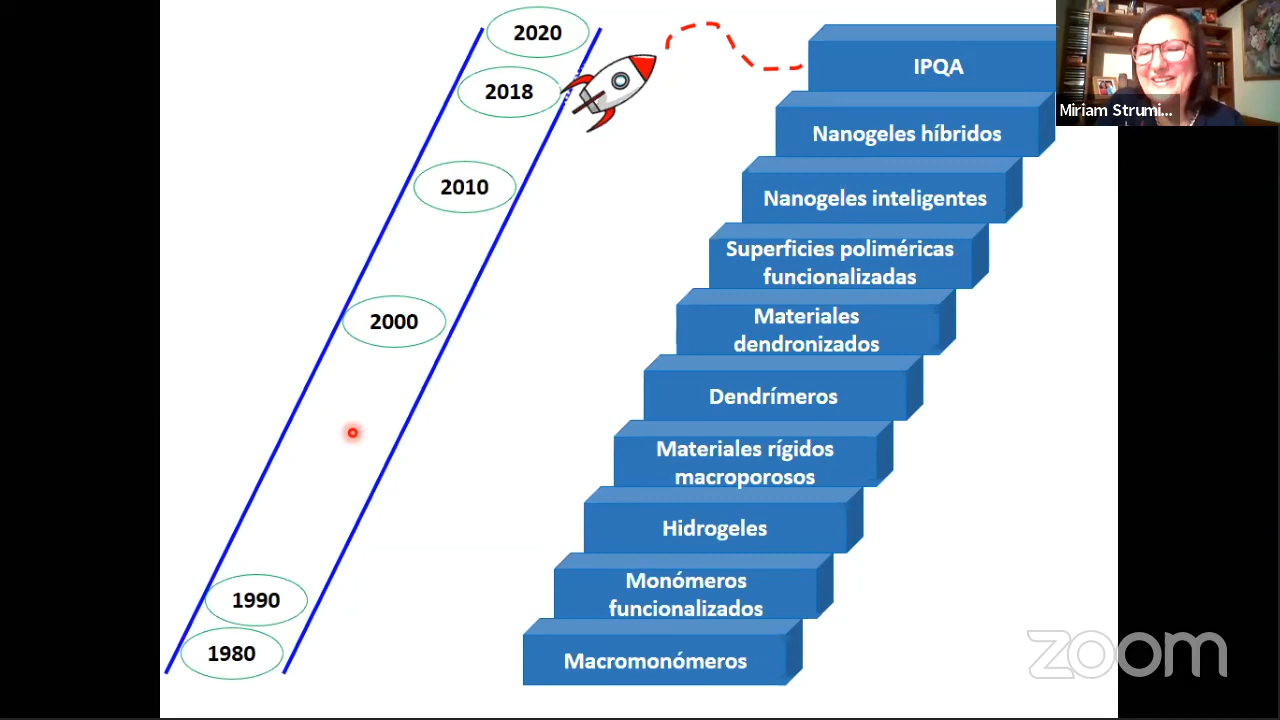 2020
2018
2010
2000
1990
1980
IPQA
Nanogeles híbridos
Nanogeles inteligentes
Superficies poliméricas
funcionalizadas
Materiales
dendronizados
Dendrímeros
Materiales rígidos
macroporosos
Hidrogeles
Monómeros
funcionalizados
Macromonómeros
Miriam Strumi...
zoom